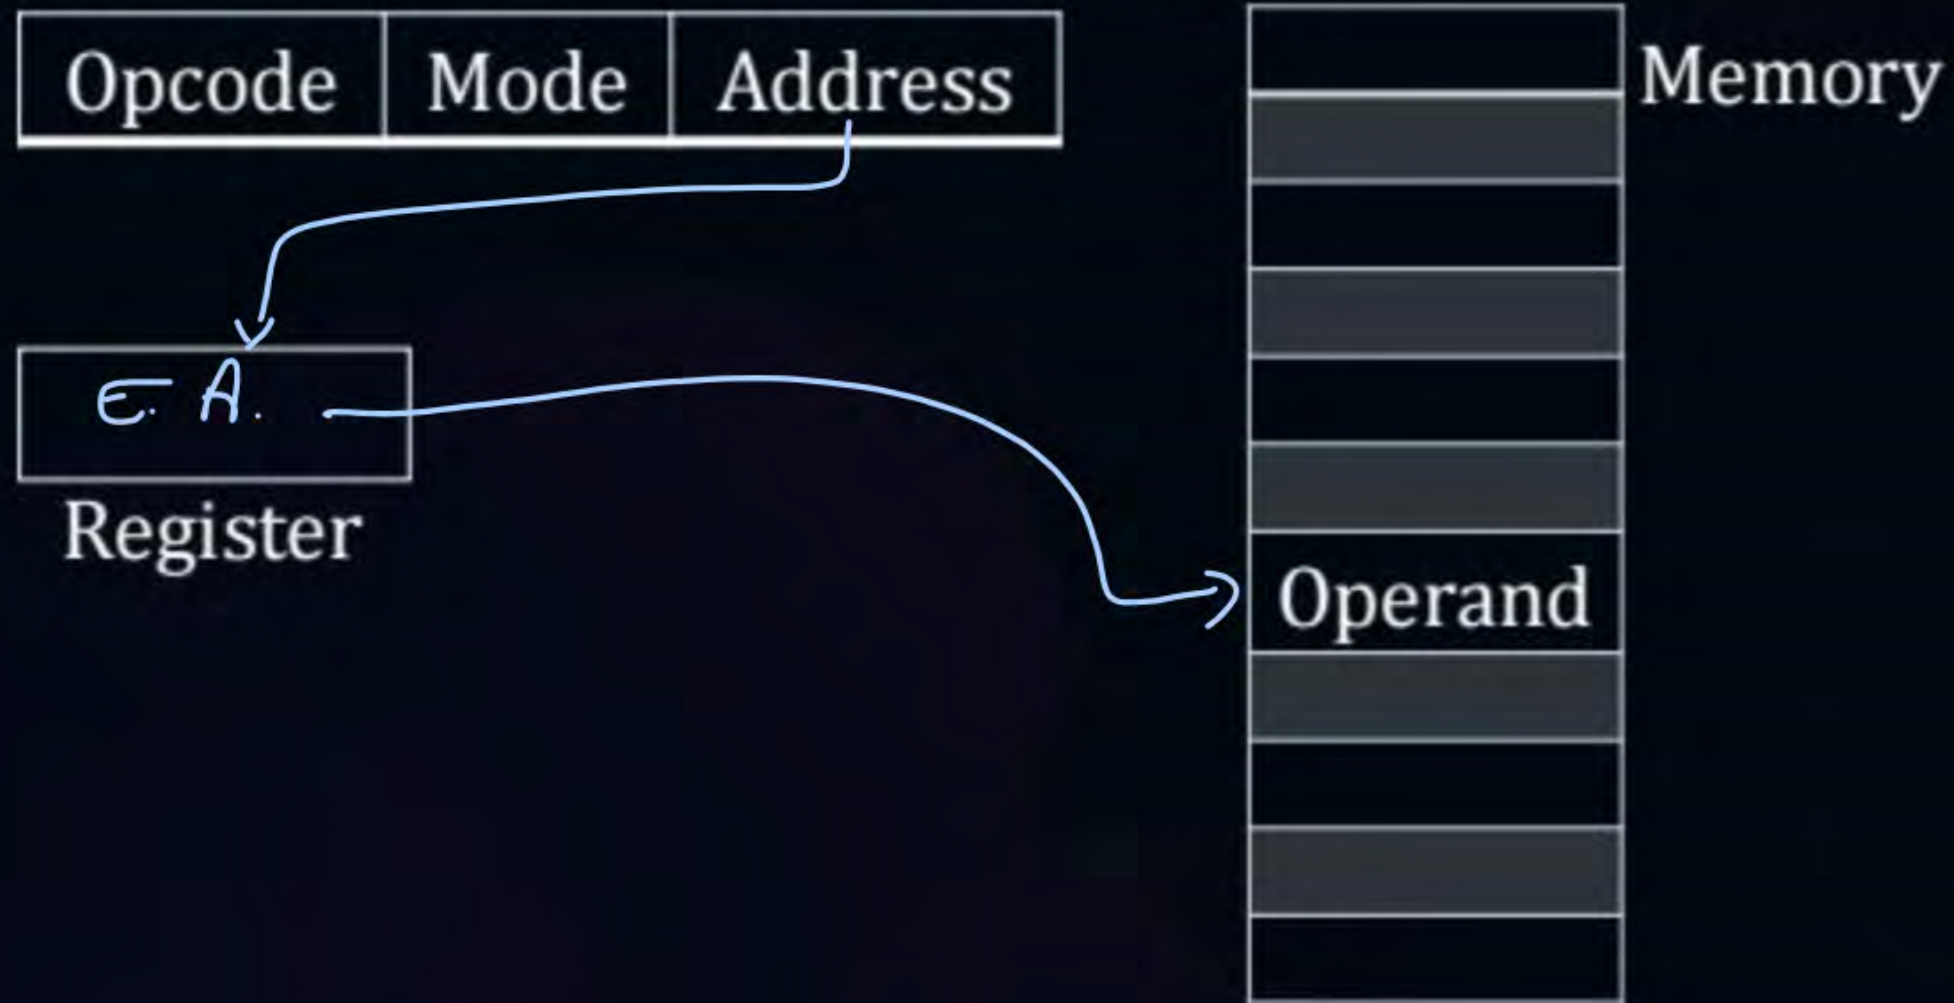 Opcode Mode Address
Memory
E. A.
Register
Operand